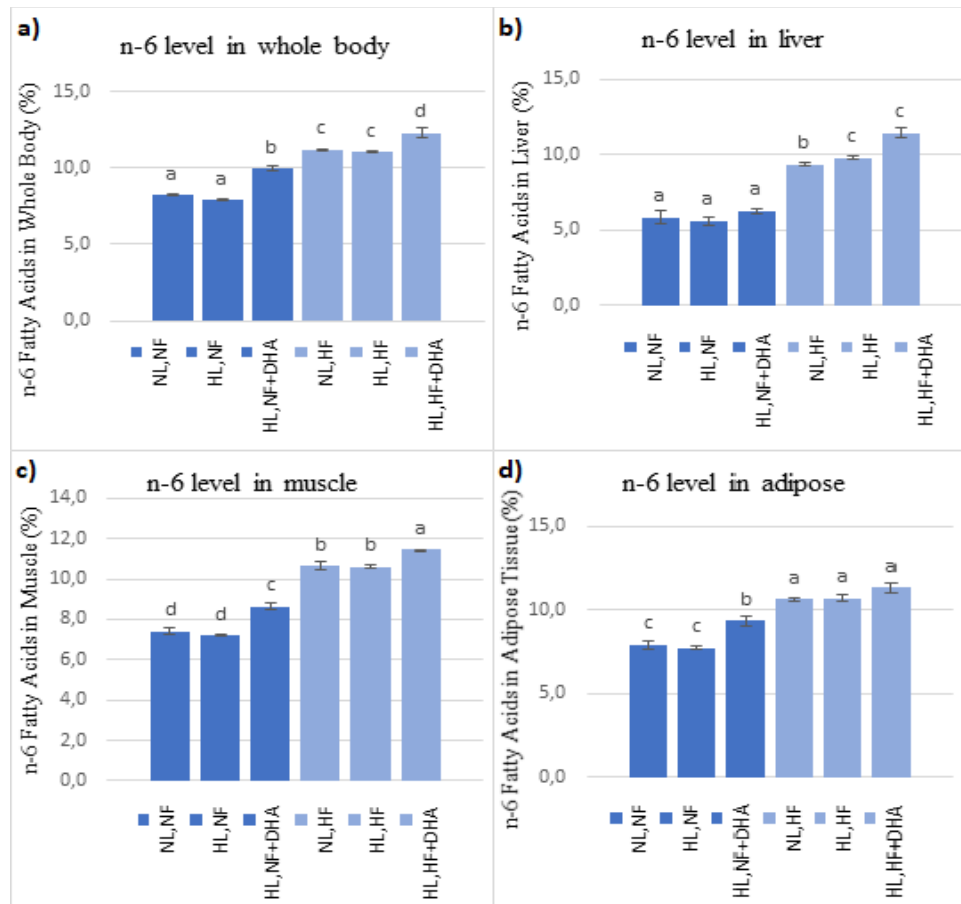 a)
n-6 level in whole body
n-6 Fatty Acids in Whole Body (%)
15,0
10,0
5,0
0,0
a
a
b
c
c
d
NL,NF
HL,NF
HL,NF+DHA
NL,HF
HL,HF
HL,HF+DHA
b)
n-6 level in liver
n-6 Fatty Acids in Liver (%)
15,0
10,0
5,0
0,0
a
a
a
b
c
c
NL,NF
HL,NF
HL,NF+DHA
NL,HF
HL,HF
HL,HF+DHA
c)
n-6 level in muscle
n-6 Fatty Acids in Muscle (%)
14,0
12,0
10,0
8,0
6,0
4,0
2,0
0,0
d
d
c
b
b
a
NL,NF
HL,NF
HL,NF+DHA
NL,HF
HL,HF
HL,HF+DHA
d)
n-6 level in adipose
n-6 Fatty Acids in Adipose Tissue (%)
15,0
10,0
5,0
0,0
c
c
b
a
a
a
NL,NF
HL,NF
HL,NF+DHA
NL,HF
HL,HF
HL,HF+DHA